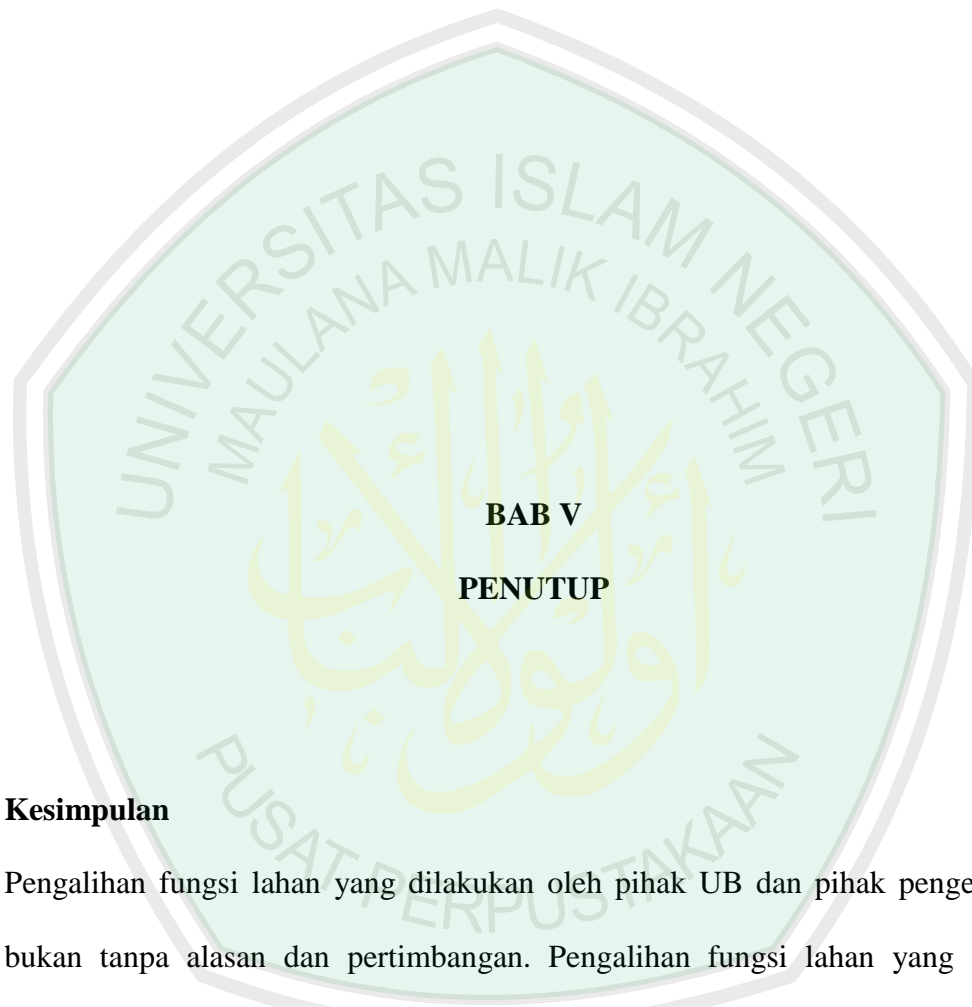 UNIVERSITAS ISLAM NEGERI
MAULANA MALIK IBRAHIM
BAB V
PENUTUP
Kesimpulan
Pengalihan fungsi lahan yang dilakukan oleh pihak UB dan pihak
bukan tanpa alasan dan pertimbangan. Pengalihan fungsi lahan yang
PUSAT PERPUSTAKAAN